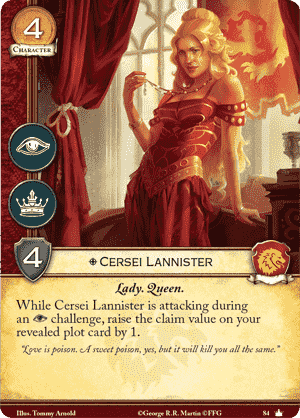 4
CHARACTER
4
CERSEI LANNISTER
Lady. Queen.
While Cersei Lannister is attacking during
an challenge, raise the claim value on your
revealed plot card by 1.
"Love is poison. A sweet poison, yes, but it will kill you all the same."
Illus. Tommy Arnold
©George R.R. Martin ©FFG
84